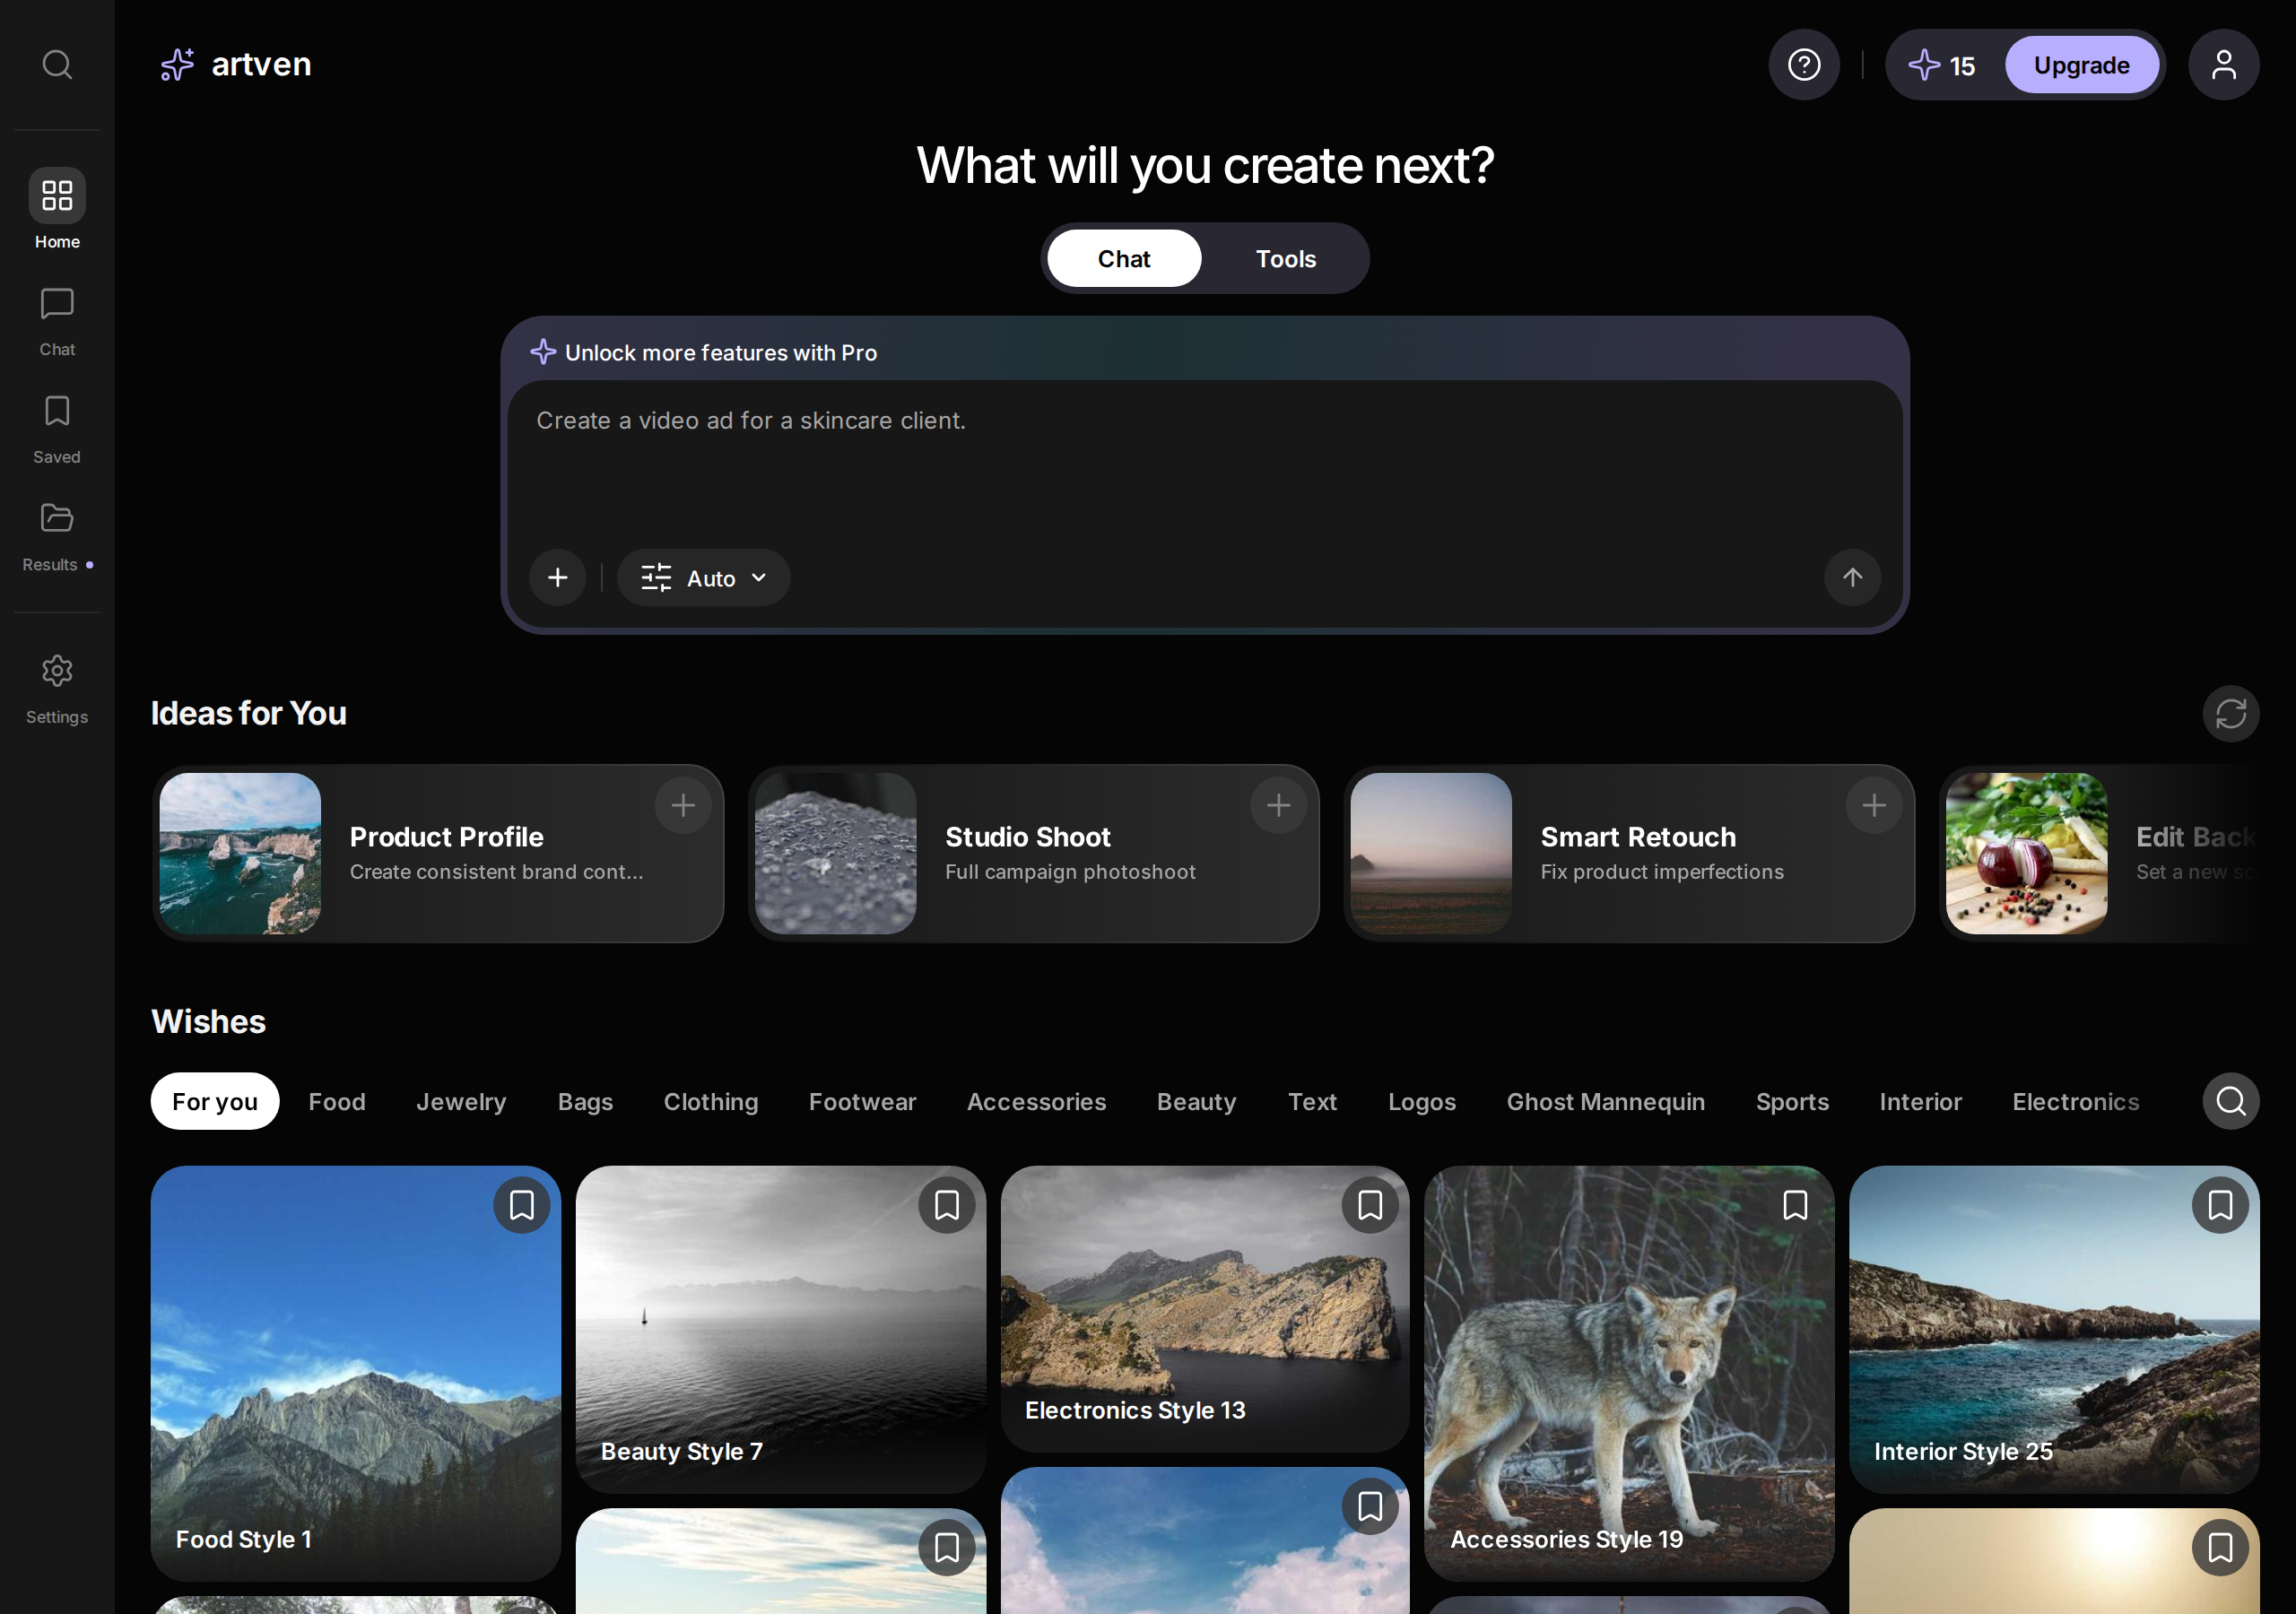 artven
15
Upgrade
Home
Chat
Saved
Results
Settings
What will you create next?
Chat
Tools
Unlock more features with Pro
Create a video ad for a skincare client.
Auto
Ideas for You
Product Profile
Create consistent brand cont...
Studio Shoot
Full campaign photoshoot
Smart Retouch
Fix product imperfections
Edit Back
Set a new
Wishes
For you
Food
Jewelry
Bags
Clothing
Footwear
Accessories
Beauty
Text
Logos
Ghost Mannequin
Sports
Interior
Electronics
Food Style 1
Beauty Style 7
Electronics Style 13
Accessories Style 19
Interior Style 25